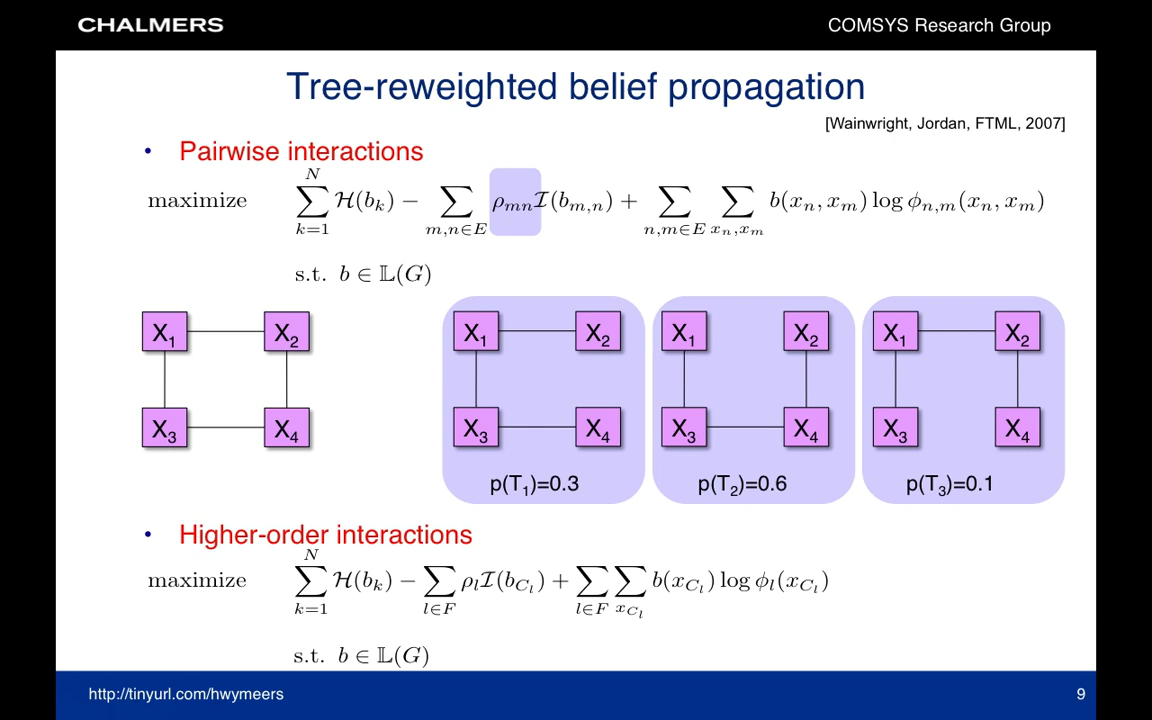 CHALMERS
COMSYS Research Group
Tree-reweighted belief propagation
[Wainwright, Jordan, FTML, 2007]
• Pairwise interactions
maximize ∑_{k=1}^{N} ℋ(b_k) − ∑_{m,n∈E} ρ_{mn} ℐ(b_{m,n}) + ∑_{n,m∈E} ∑_{x_n,x_m} b(x_n, x_m) log ϕ_{n,m}(x_n, x_m)
s.t. b ∈ 𝕃(G)
X₁ X₂ X₁ X₂ X₁ X₂ X₁ X₂
X₃ X₄ X₃ X₄ X₃ X₄ X₃ X₄
p(T₁)=0.3 p(T₂)=0.6 p(T₃)=0.1
• Higher-order interactions
maximize ∑_{k=1}^{N} ℋ(b_k) − ∑_{l∈F} ρ_l ℐ(b_{C_l}) + ∑_{l∈F} ∑_{x_{C_l}} b(x_{C_l}) log ϕ_l(x_{C_l})
s.t. b ∈ 𝕃(G)
http://tinyurl.com/hwymeers
9